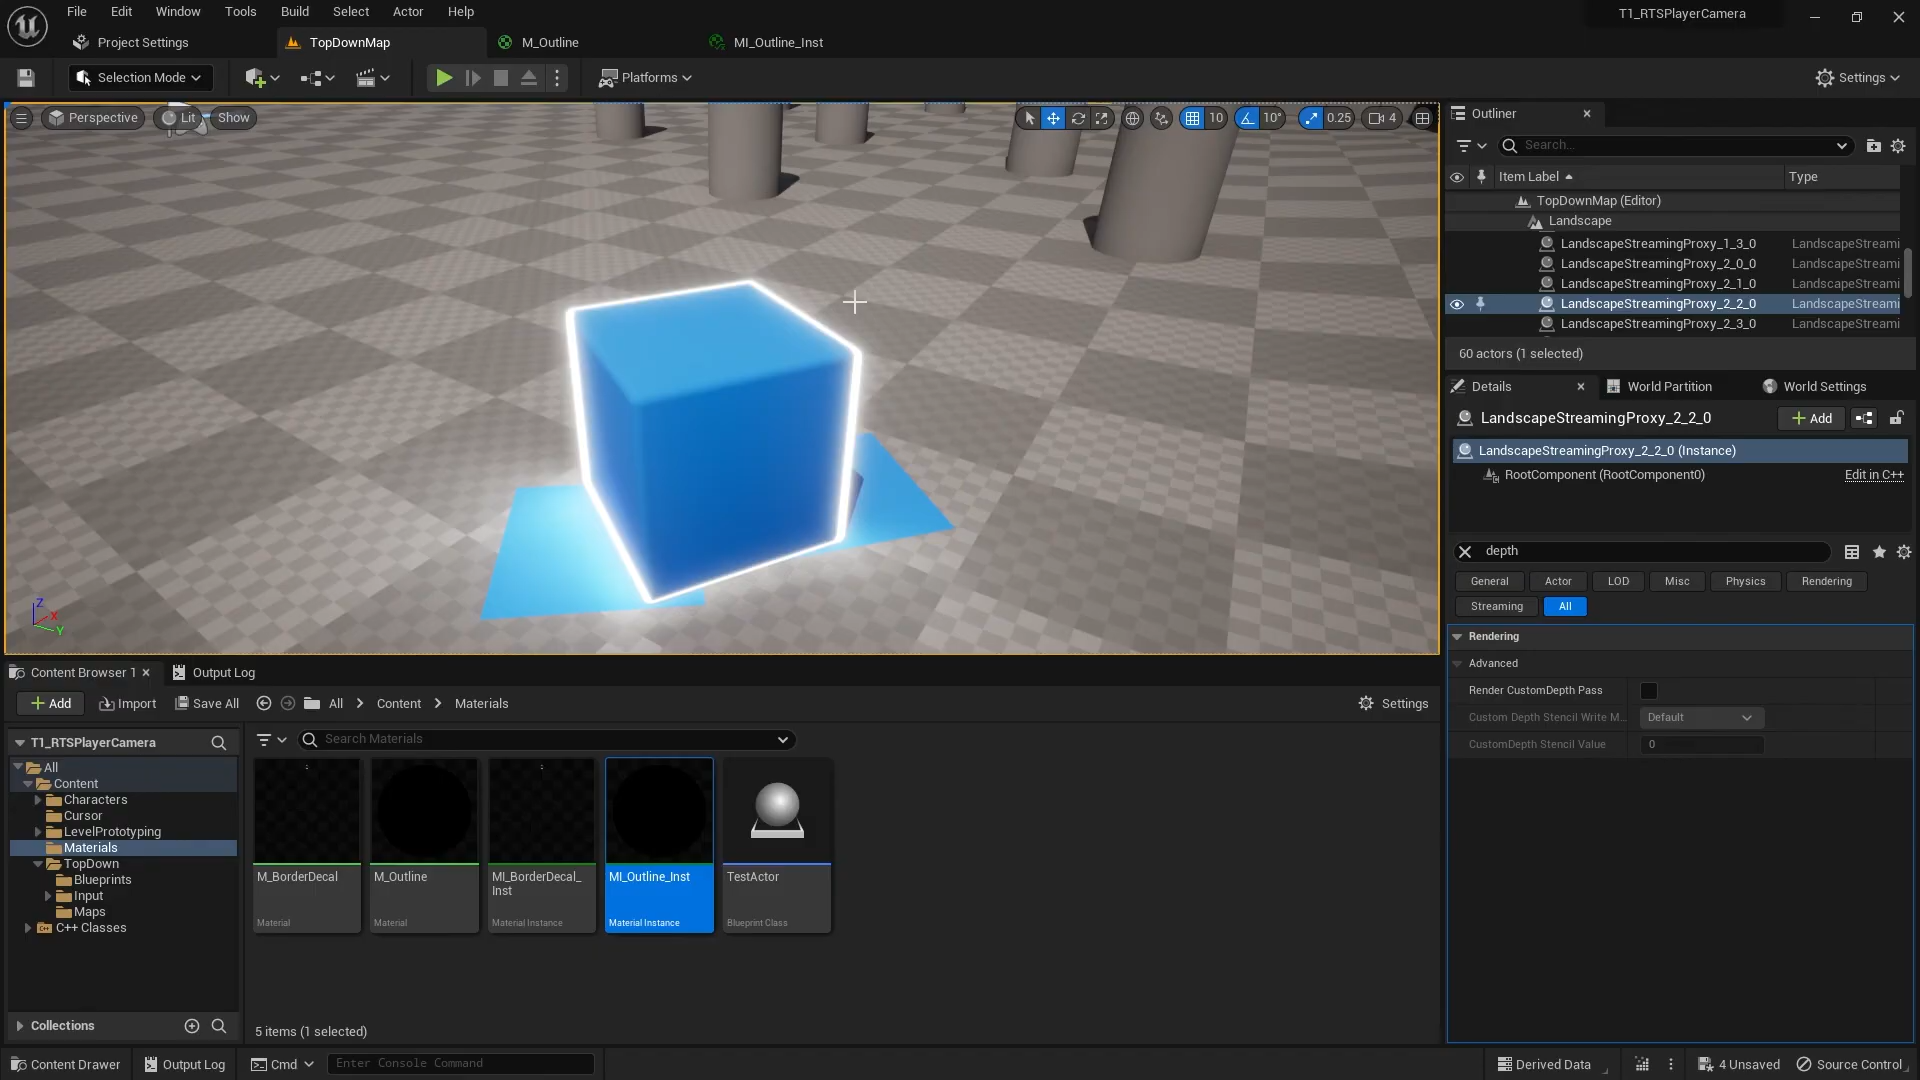 File Edit Window Tools Build Select Actor Help
T1_RTSPlayerCamera
Project Settings TopDownMap M_Outline MI_Outline_Inst
Selection Mode Platforms Settings
Perspective Lit Show 10 10° 0.25 4
Outliner
Search...
Item Label Type
TopDownMap (Editor)
Landscape
LandscapeStreamingProxy_1_3_0 LandscapeStreami
LandscapeStreamingProxy_2_0_0 LandscapeStreami
LandscapeStreamingProxy_2_1_0 LandscapeStreami
LandscapeStreamingProxy_2_2_0 LandscapeStreami
LandscapeStreamingProxy_2_3_0 LandscapeStreami
60 actors (1 selected)
Details World Partition World Settings
LandscapeStreamingProxy_2_2_0 Add
LandscapeStreamingProxy_2_2_0 (Instance)
RootComponent (RootComponent0) Edit in C++
depth
General Actor LOD Misc Physics Rendering
Streaming All
Rendering
Advanced
Render CustomDepth Pass
Custom Depth Stencil Write M... Default
CustomDepth Stencil Value 0
Z X Y
Content Browser 1 Output Log
Add Import Save All All Content Materials Settings
T1_RTSPlayerCamera
Search Materials
All
Content
Characters
Cursor
LevelPrototyping
Materials
TopDown
Blueprints
Input
Maps
C++ Classes
Collections
M_BorderDecal
Material
M_Outline
Material
MI_BorderDecal_
Inst
Material Instance
MI_Outline_Inst
Material Instance
TestActor
Blueprint Class
5 items (1 selected)
Content Drawer Output Log Cmd Enter Console Command Derived Data 4 Unsaved Source Control